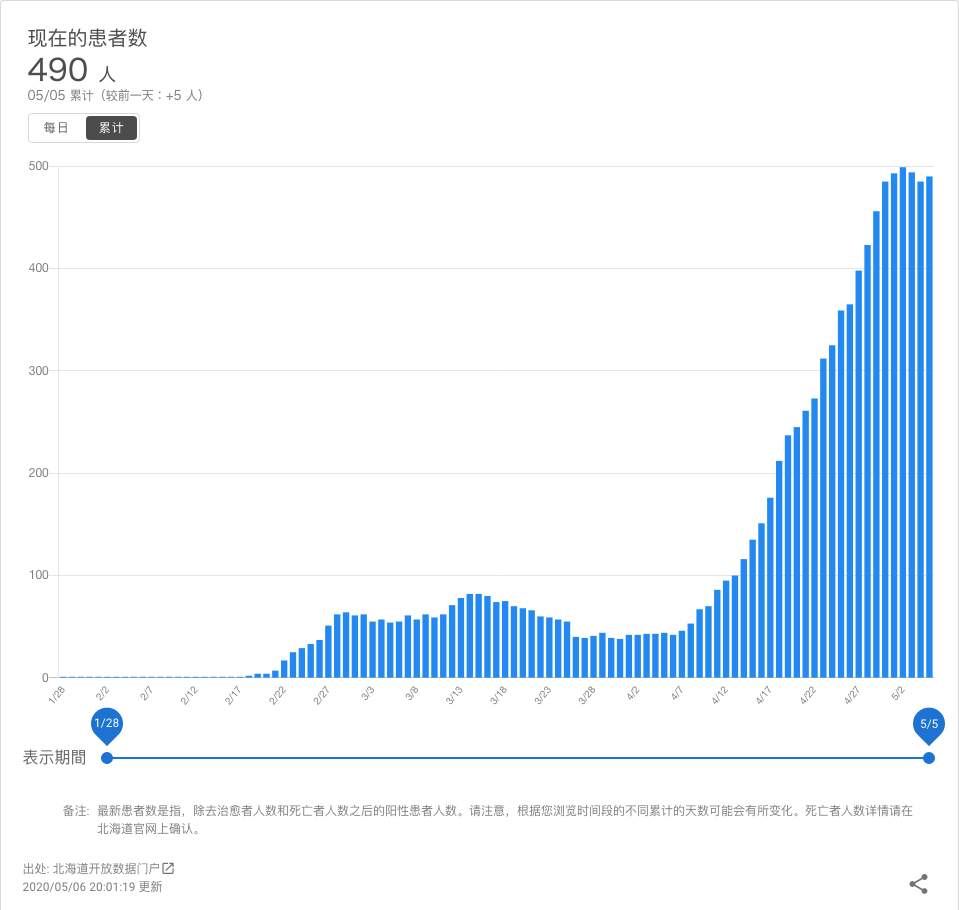 现在的患者数
490 人
05/05 累计（较前一天：+5 人）
每日 累计
500
400
300
200
100
0
1/28 2/2 2/7 2/12 2/17 2/22 2/27 3/3 3/8 3/13 3/18 3/23 3/28 4/2 4/7 4/12 4/17 4/22 4/27 5/2
1/28 5/5
表示期間
备注: 最新患者数是指，除去治愈者人数和死亡者人数之后的阳性患者人数。请注意，根据您浏览时间段的不同累计的天数可能会有所变化。死亡者人数详情请在
北海道官网上确认。
出处: 北海道开放数据门户
2020/05/06 20:01:19 更新